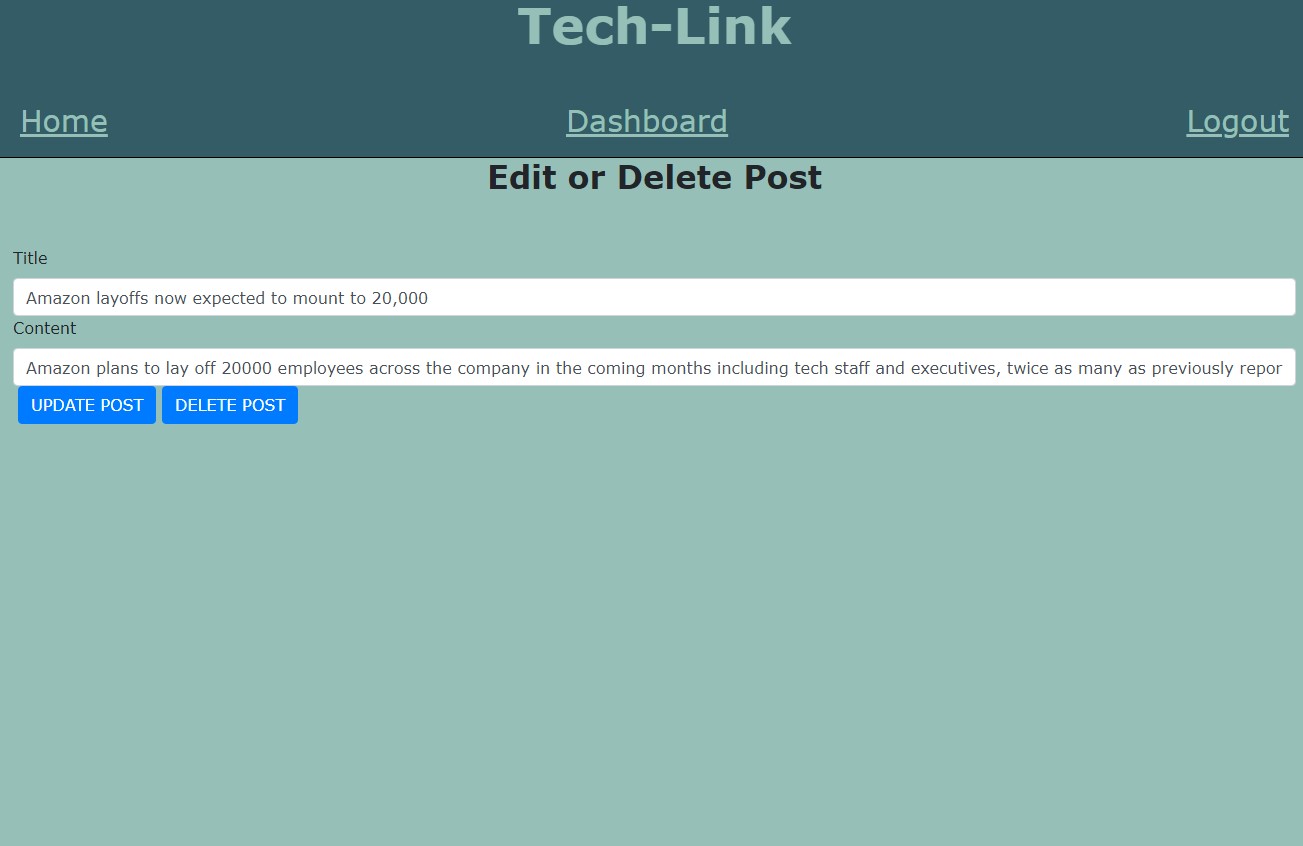 Tech-Link
Home Dashboard Logout
Edit or Delete Post
Title
Amazon layoffs now expected to mount to 20,000
Content
Amazon plans to lay off 20000 employees across the company in the coming months including tech staff and executives, twice as many as previously repor
UPDATE POST DELETE POST